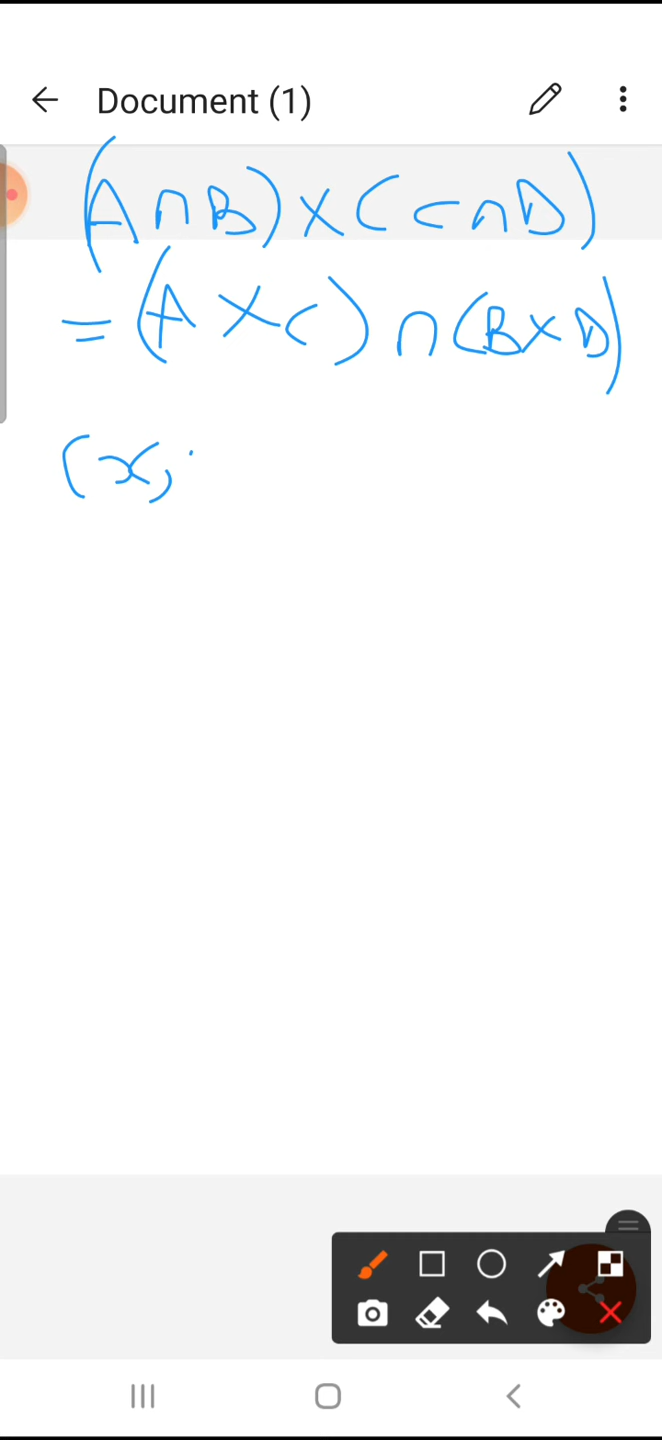 Document (1)
(A∩B)×(C∩D)
=(A×C)∩(B×D)
(x,